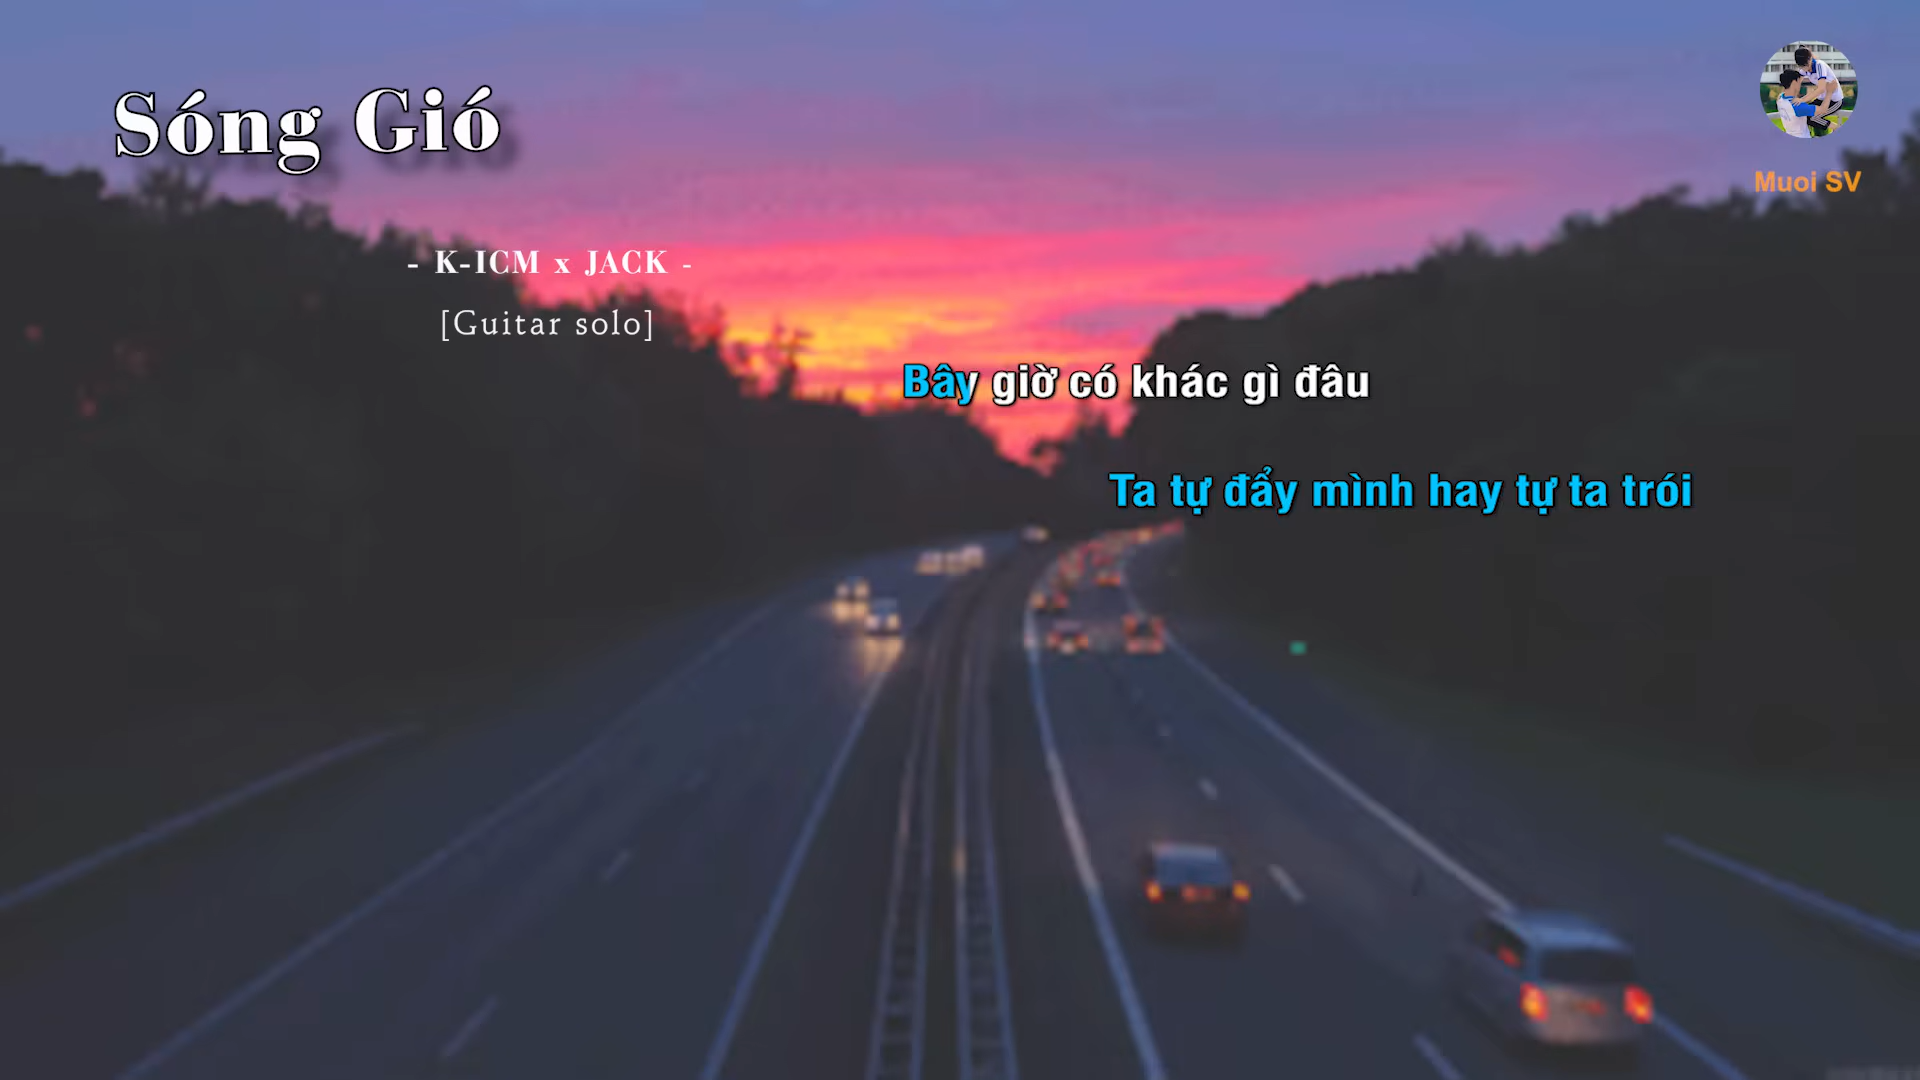 Sóng Gió
Muoi SV
- K-ICM x JACK -
[Guitar solo]
Bây giờ có khác gì đâu
Ta tự đẩy mình hay tự ta trói